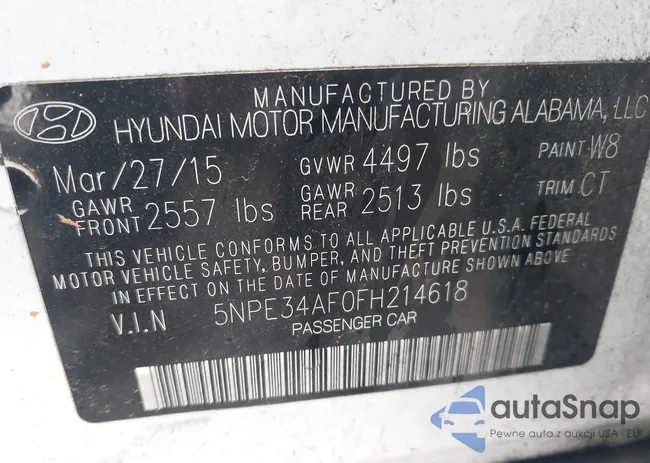 MANUFACTURED BY
HYUNDAI MOTOR MANUFACTURING ALABAMA, LLC
Mar/27/15 GVWR 4497 lbs PAINT W8
GAWR FRONT 2557 lbs GAWR REAR 2513 lbs TRIM CT
THIS VEHICLE CONFORMS TO ALL APPLICABLE U.S.A. FEDERAL
MOTOR VEHICLE SAFETY, BUMPER, AND THEFT PREVENTION STANDARDS
IN EFFECT ON THE DATE OF MANUFACTURE SHOWN ABOVE
V.I.N 5NPE34AF0FH214618
PASSENGER CAR
autaSnap
Pewne auta z aukcji USA i EU!